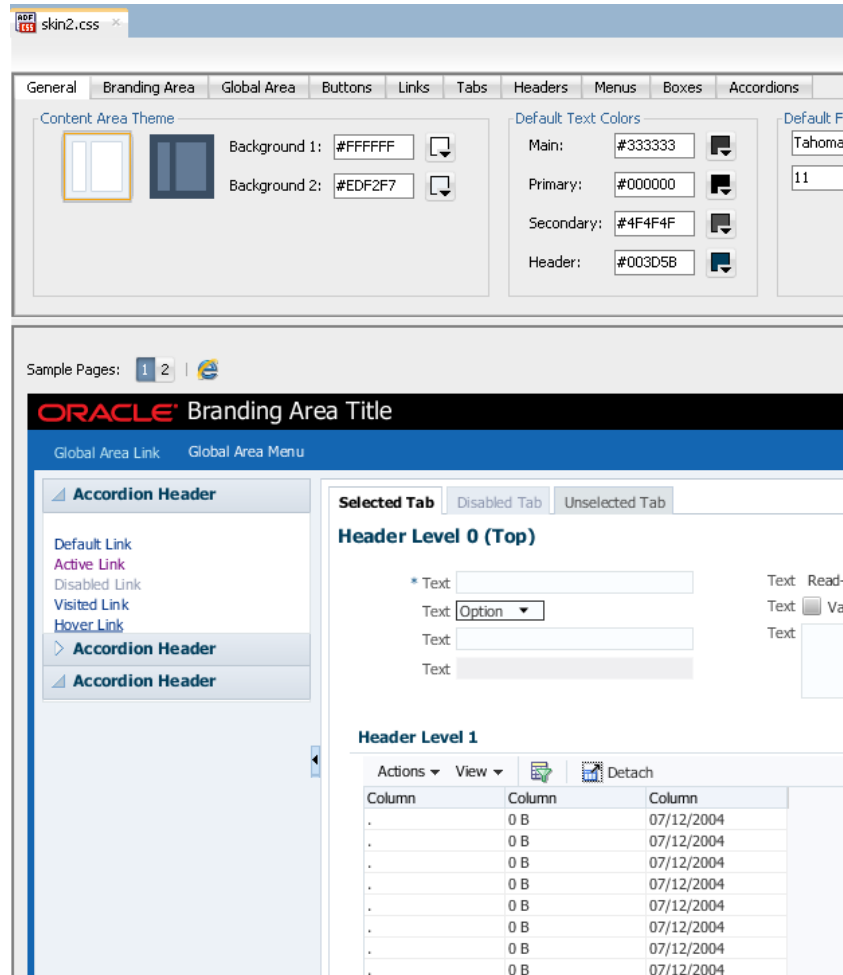 ADF CSS skin2.css ×
General Branding Area Global Area Buttons Links Tabs Headers Menus Boxes Accordions
Content Area Theme
Background 1: #FFFFFF
Background 2: #EDF2F7
Default Text Colors
Main: #333333
Primary: #000000
Secondary: #4F4F4F
Header: #003D5B
Default F
Tahoma
11
Sample Pages: 1 2
ORACLE Branding Area Title
Global Area Link Global Area Menu
Accordion Header
Default Link
Active Link
Disabled Link
Visited Link
Hover Link
Accordion Header
Accordion Header
Selected Tab Disabled Tab Unselected Tab
Header Level 0 (Top)
* Text
Text Option
Text
Text
Text Read-
Text Va
Text
Header Level 1
Actions View Detach
Column Column Column
. 0 B 07/12/2004
. 0 B 07/12/2004
. 0 B 07/12/2004
. 0 B 07/12/2004
. 0 B 07/12/2004
. 0 B 07/12/2004
. 0 B 07/12/2004
. 0 B 07/12/2004